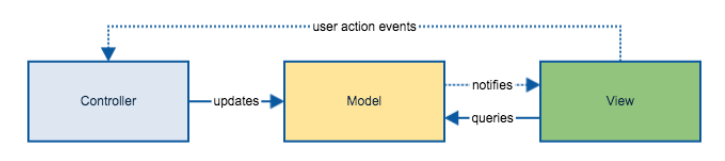 user action events
notifies
Controller
updates
Model
View
queries